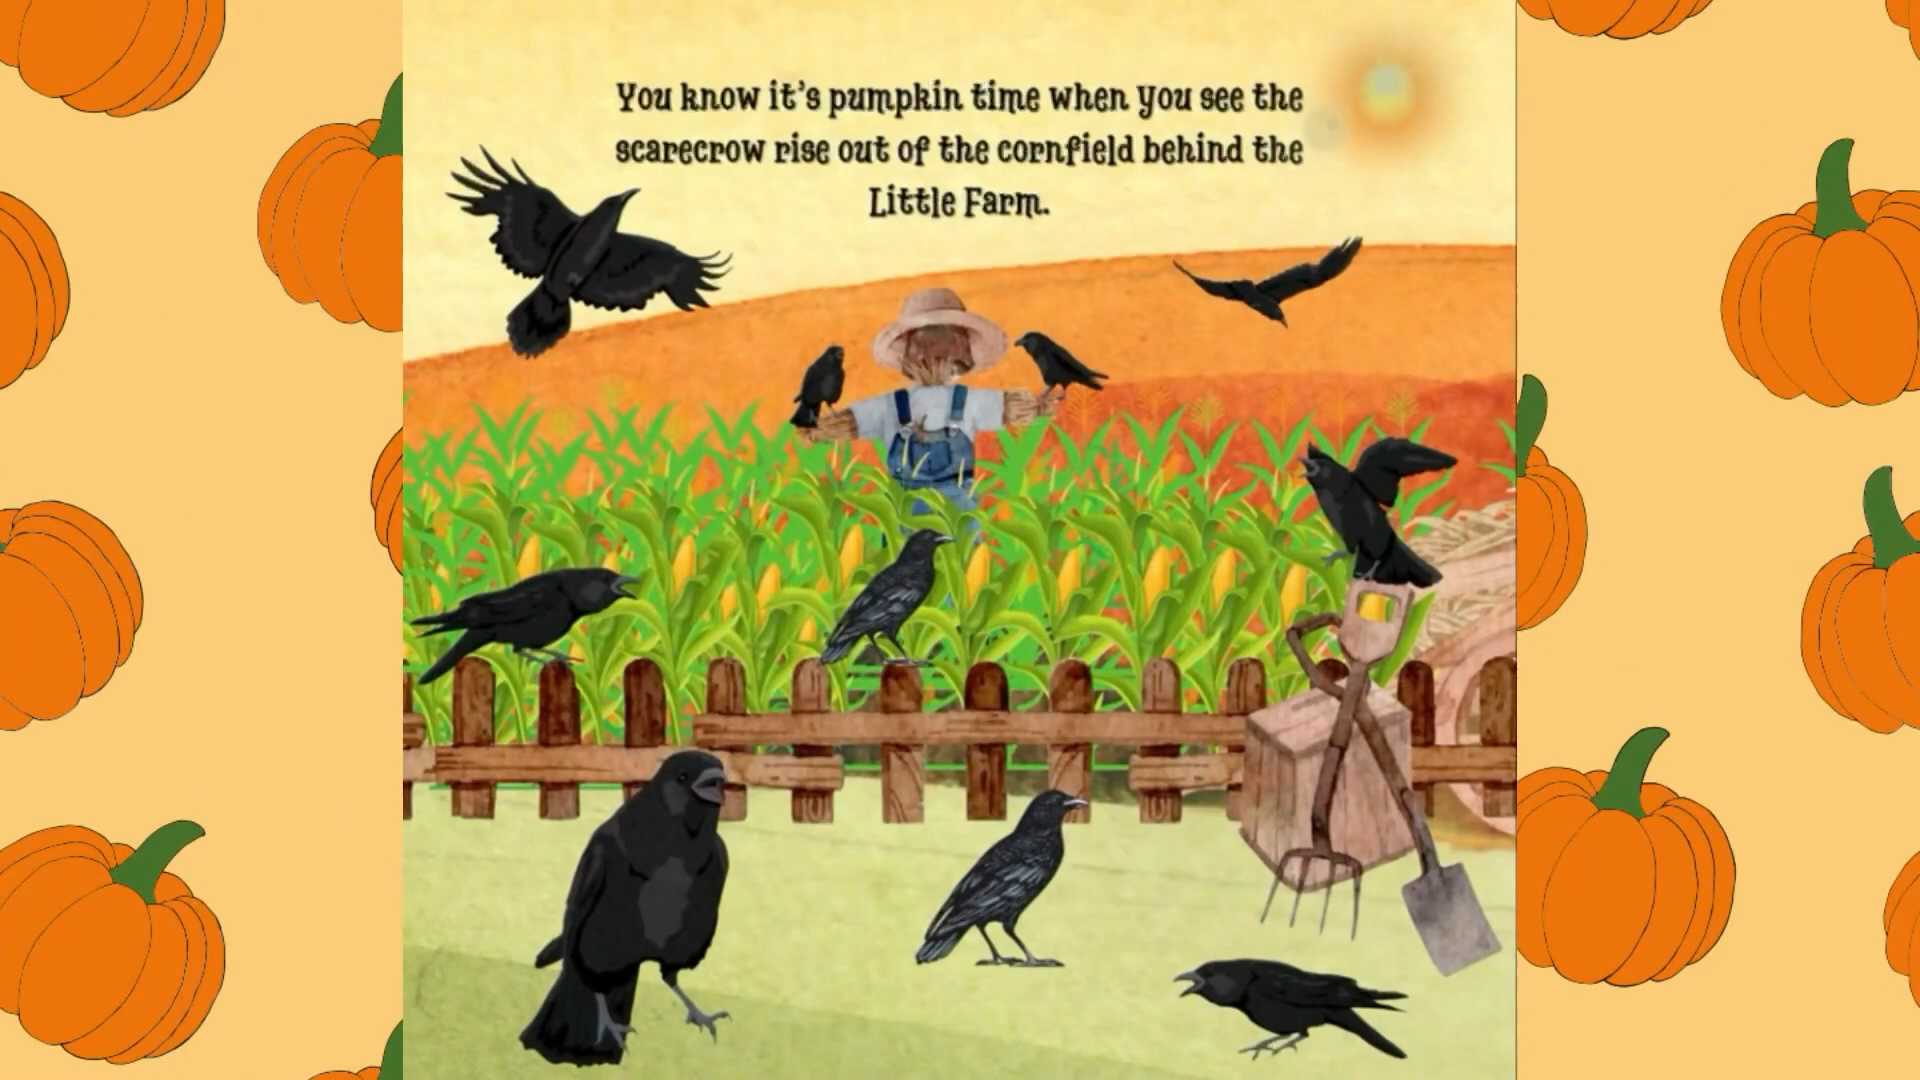 You know it's pumpkin time when you see the
scarecrow rise out of the cornfield behind the
Little Farm.